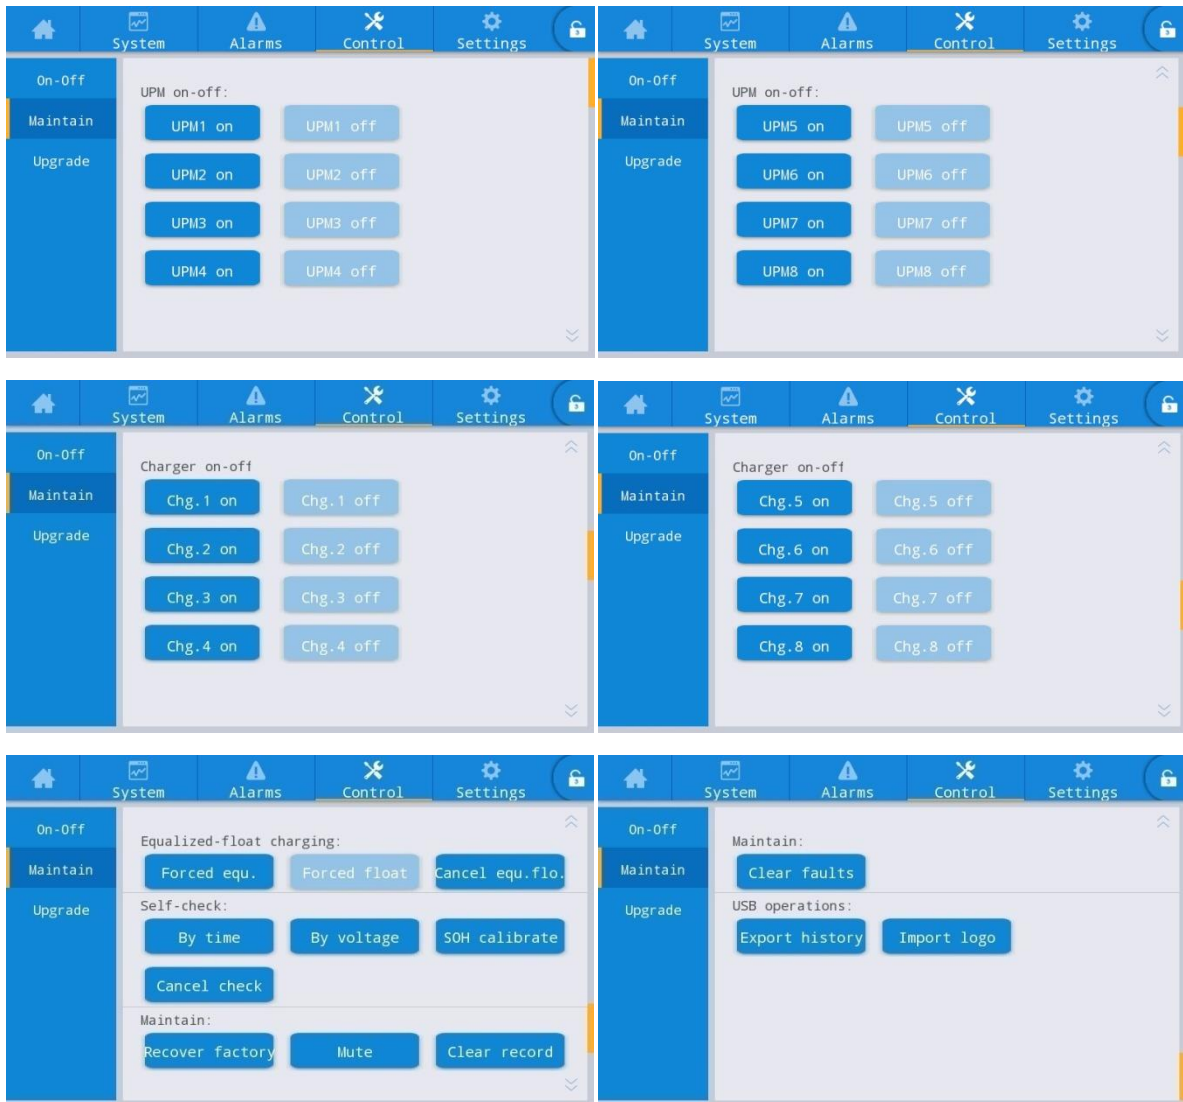 System Alarms Control Settings
On-Off
Maintain
Upgrade
UPM on-off:
UPM1 on UPM1 off
UPM2 on UPM2 off
UPM3 on UPM3 off
UPM4 on UPM4 off
System Alarms Control Settings
On-Off
Maintain
Upgrade
UPM on-off:
UPM5 on UPM5 off
UPM6 on UPM6 off
UPM7 on UPM7 off
UPM8 on UPM8 off
System Alarms Control Settings
On-Off
Maintain
Upgrade
Charger on-off
Chg.1 on Chg.1 off
Chg.2 on Chg.2 off
Chg.3 on Chg.3 off
Chg.4 on Chg.4 off
System Alarms Control Settings
On-Off
Maintain
Upgrade
Charger on-off
Chg.5 on Chg.5 off
Chg.6 on Chg.6 off
Chg.7 on Chg.7 off
Chg.8 on Chg.8 off
System Alarms Control Settings
On-Off
Maintain
Upgrade
Equalized-float charging:
Forced equ. Forced float Cancel equ.flo.
Self-check:
By time By voltage SOH calibrate
Cancel check
Maintain:
Recover factory Mute Clear record
System Alarms Control Settings
On-Off
Maintain
Upgrade
Maintain:
Clear faults
USB operations:
Export history Import logo